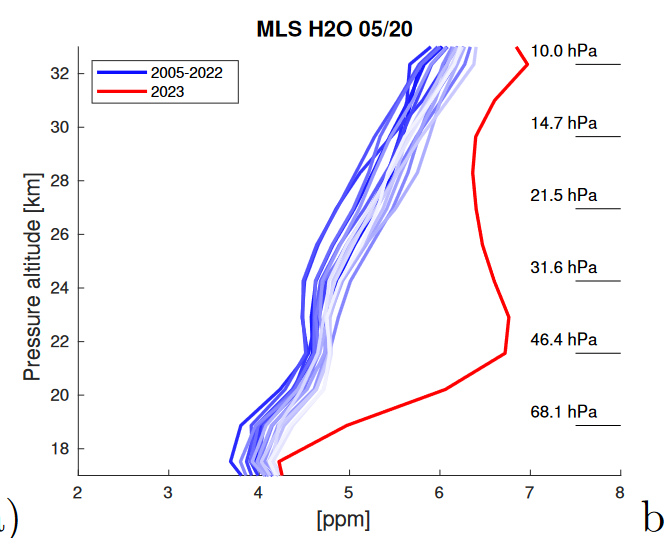 MLS H2O 05/20
2005-2022
2023
10.0 hPa
14.7 hPa
21.5 hPa
31.6 hPa
46.4 hPa
68.1 hPa
Pressure altitude [km]
32
30
28
26
24
22
20
18
2 3 4 5 6 7 8
[ppm]
) b